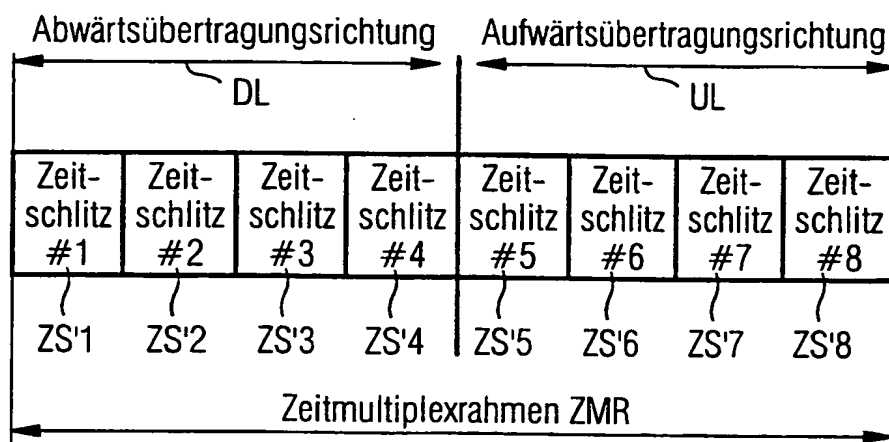 Abwärtsübertragungsrichtung Aufwärtsübertragungsrichtung
DL UL
Zeit- Zeit- Zeit- Zeit- Zeit- Zeit- Zeit- Zeit-
schlitz schlitz schlitz schlitz schlitz schlitz schlitz schlitz
#1 #2 #3 #4 #5 #6 #7 #8
ZS'1 ZS'2 ZS'3 ZS'4 ZS'5 ZS'6 ZS'7 ZS'8
Zeitmultiplexrahmen ZMR